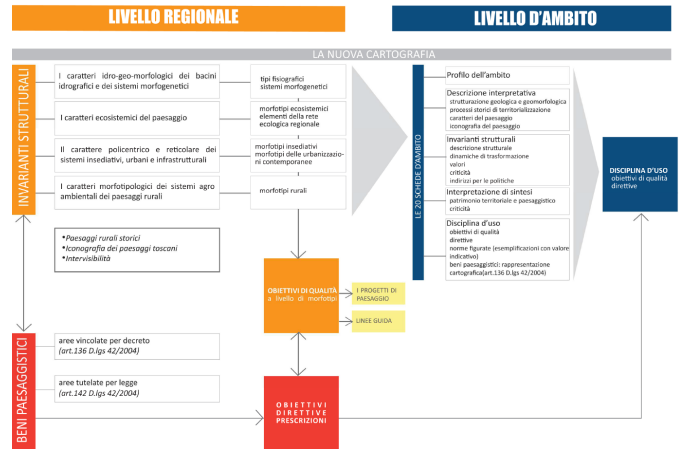 LIVELLO REGIONALE
LIVELLO D'AMBITO
LA NUOVA CARTOGRAFIA
INVARIANTI STRUTTURALI
I caratteri idro-geo-morfologici dei bacini
idrografici e dei sistemi morfogenetici
tipi fisiografici
sistemi morfogenetici
I caratteri ecosistemici del paesaggio
morfotipi ecosistemici
elementi della rete
ecologica regionale
Il carattere policentrico e reticolare dei
sistemi insediativi, urbani e infrastrutturali
morfotipi insediativi
morfotipi delle urbanizzazio-
ni contemporanee
I caratteri morfotipologici dei sistemi agro
ambientali dei paesaggi rurali
morfotipi rurali
•Paesaggi rurali storici
•Iconografia dei paesaggi toscani
•Intervisibilità
OBIETTIVI DI QUALITÀ
a livello di morfotipi
I PROGETTI DI
PAESAGGIO
LINEE GUIDA
BENI PAESAGGISTICI
aree vincolate per decreto
(art.136 D.lgs 42/2004)
aree tutelate per legge
(art.142 D.lgs 42/2004)
OBIETTIVI
DIRETTIVE
PRESCRIZIONI
LE 20 SCHEDE D'AMBITO
Profilo dell'ambito
Descrizione interpretativa
strutturazione geologica e geomorfologica
processi storici di territorializzazione
caratteri del paesaggio
iconografia del paesaggio
Invarianti strutturali
descrizione strutturale
dinamiche di trasformazione
valori
criticità
indirizzi per le politiche
Interpretazione di sintesi
patrimonio territoriale e paesaggistico
criticità
Disciplina d'uso
obiettivi di qualità
direttive
norme figurate (esemplificazioni con valore
indicativo)
beni paesaggistici: rappresentazione
cartografica(art.136 D.lgs 42/2004)
DISCIPLINA D'USO
obiettivi di qualità
direttive